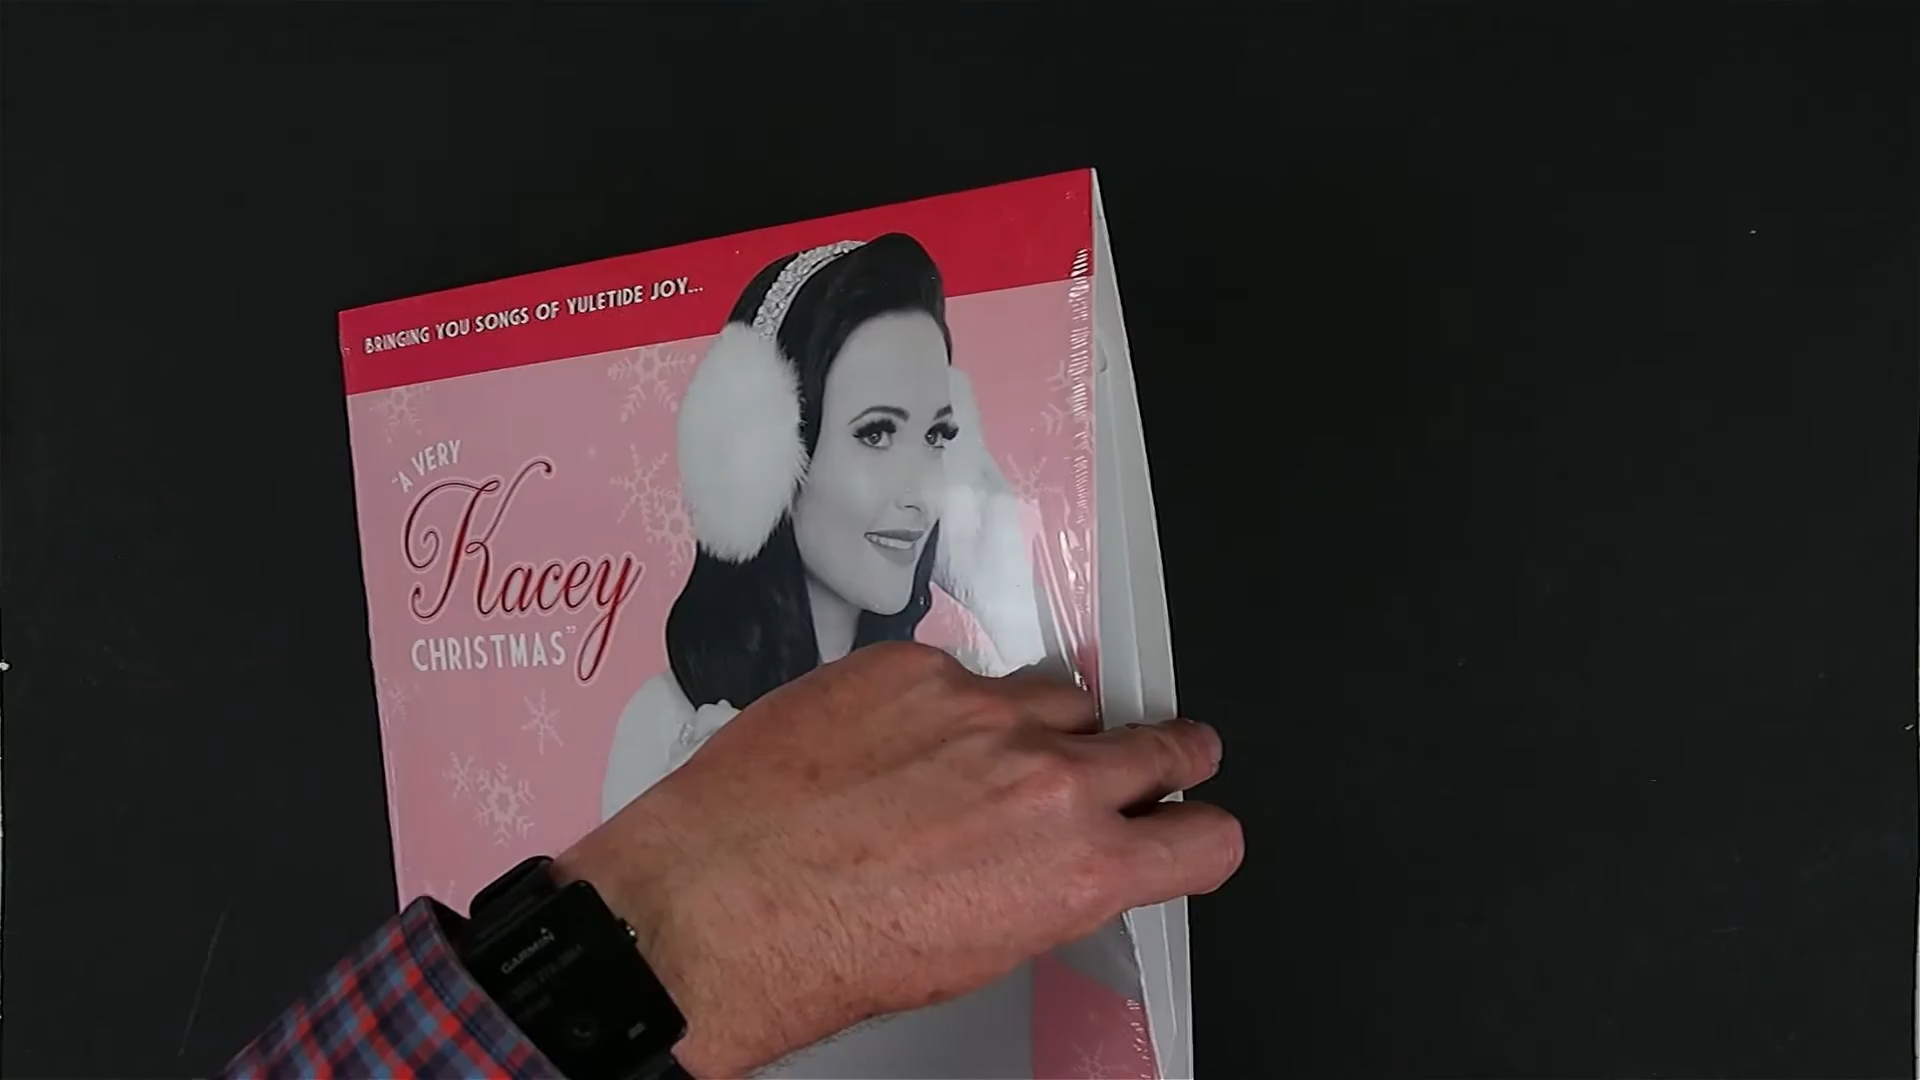 BRINGING YOU SONGS OF YULETIDE JOY...
"A VERY
Kacey
CHRISTMAS"
GARMIN